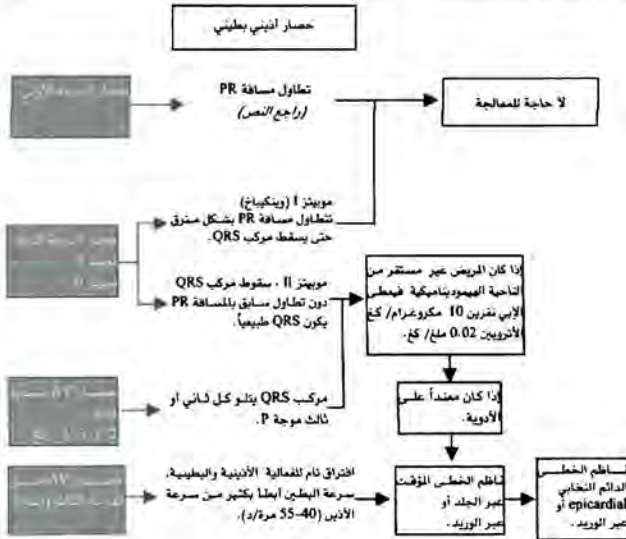 حصار أذيني بطيني
تطاول مسافة PR
(راجع النص)
لا حاجة للمعالجة
موبيتز I (وينكيباخ)
تتطاول مسافة PR بشكل مترق
حتى يسقط مركب QRS.
موبيتز II ، سقوط مركب QRS
دون تطاول سابق بالمسافة PR
يكون QRS طبيعياً.
إذا كان المريض غير مستقر من
الناحية الهيموديناميكية فيعطى
الإبي نفرين 10 مكروغرام/ كغ
الأتروبين 0.02 ملغ/ كغ.
مركب QRS يتلو كل ثاني أو
ثالث موجة P.
إذا كان معنداً على
الأدوية.
افتراق تام للفعالية الأذينية والبطينية،
سرعة البطين أبطأ بكثير من سرعة
الأذين (40-55 مرة/د).
ناظم الخطى المؤقت
عبر الجلد أو
عبر الوريد.
ناظم الخطى
الدائم النخابي
epicardial أو
عبر الوريد.